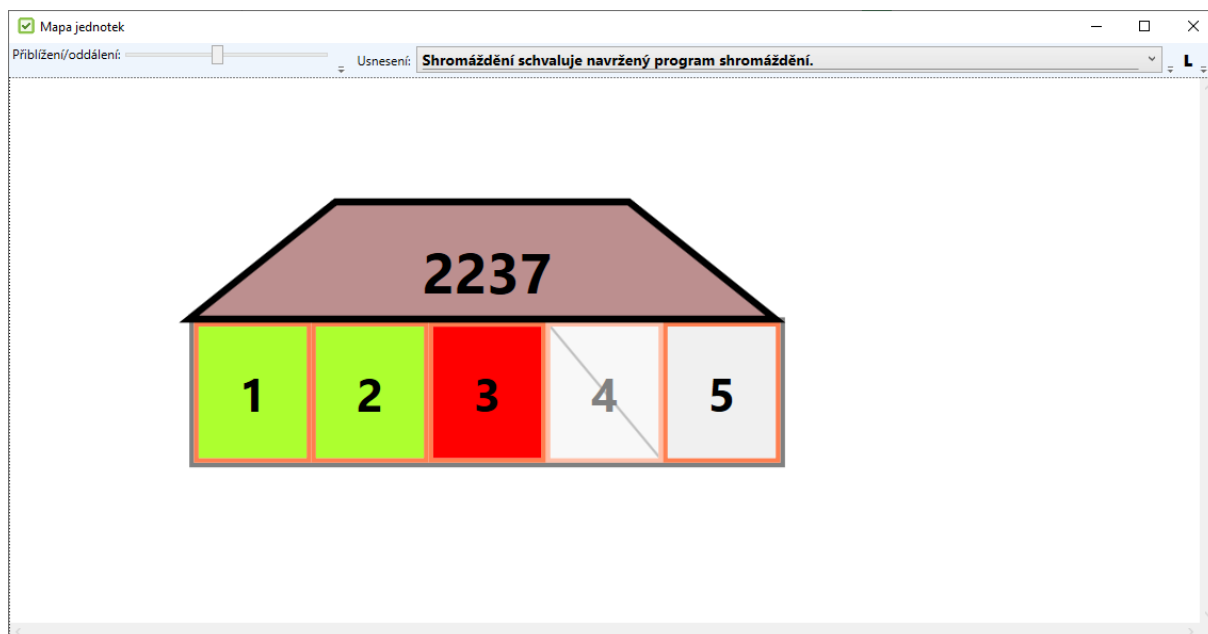 Mapa jednotek
Přiblížení/oddálení:
Usnesení: Shromáždění schvaluje navržený program shromáždění. L
2237
1 2 3 4 5